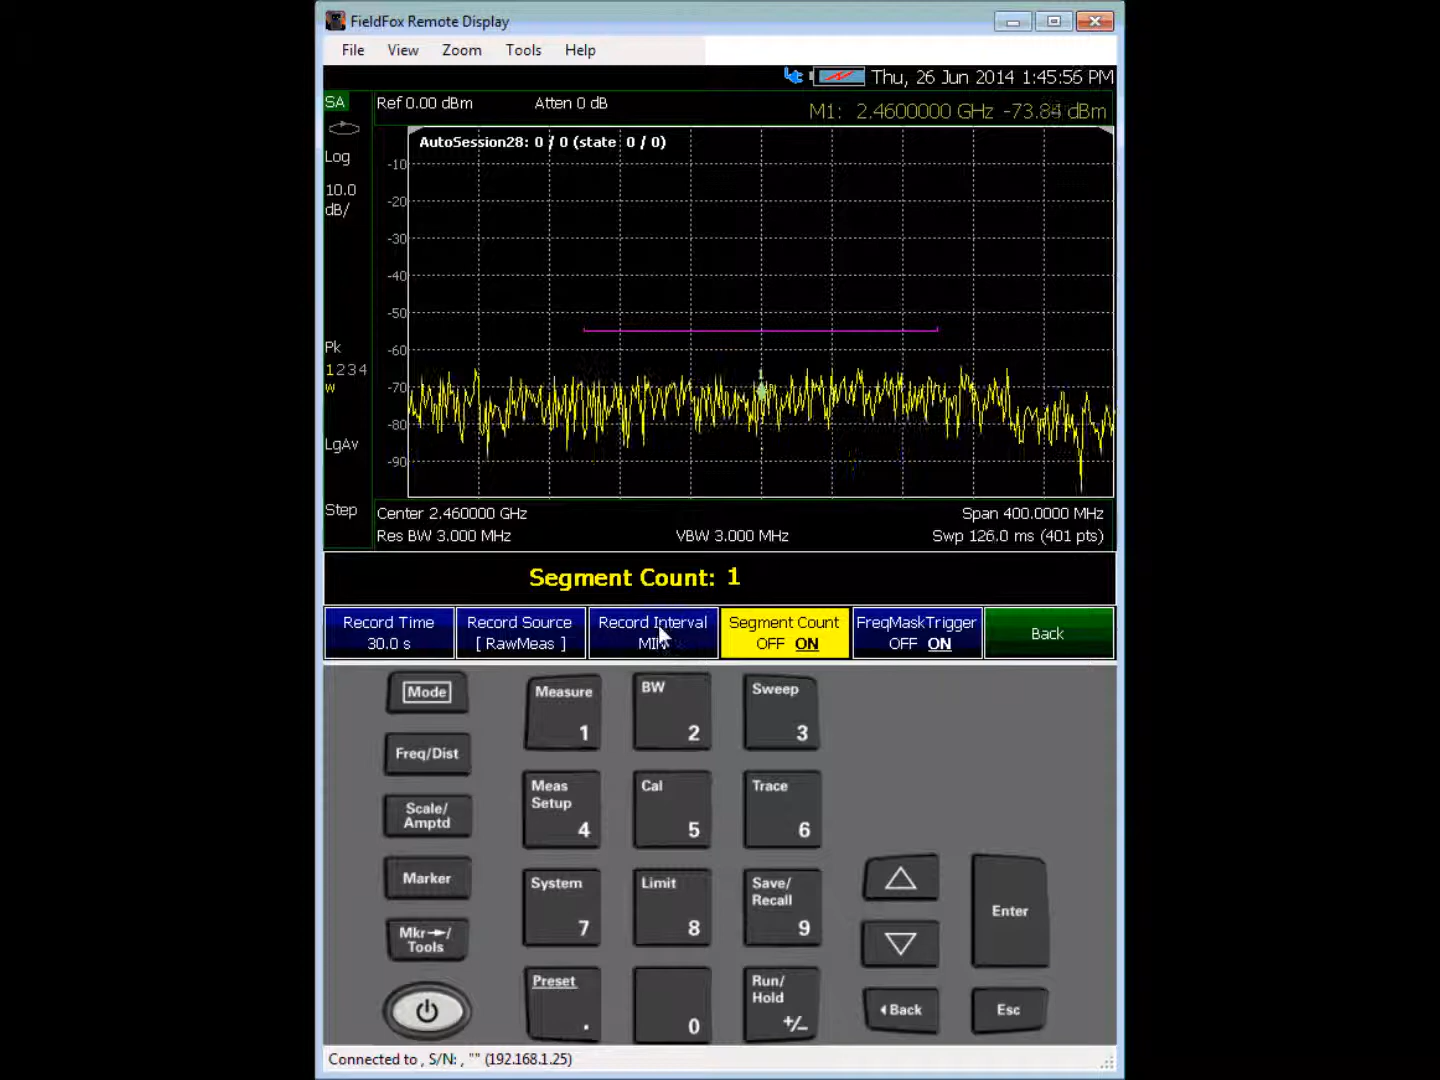 FieldFox Remote Display
File View Zoom Tools Help
Thu, 26 Jun 2014 1:45:56 PM
SA Ref 0.00 dBm Atten 0 dB M1: 2.4600000 GHz -73.84 dBm
AutoSession28: 0 / 0 (state 0 / 0)
Log
10.0
dB/
-10
-20
-30
-40
-50
-60
-70
-80
-90
Pk
1234
W
LgAv
Step
Center 2.460000 GHz Span 400.0000 MHz
Res BW 3.000 MHz VBW 3.000 MHz Swp 126.0 ms (401 pts)
Segment Count: 1
Record Time
30.0 s
Record Source
[ RawMeas ]
Record Interval
Segment Count
OFF ON
FreqMaskTrigger
OFF ON
Back
Mode
Freq/Dist
Scale/
Amptd
Marker
Mkr→/
Tools
Measure
1
BW
2
Sweep
3
Meas
Setup
4
Cal
5
Trace
6
System
7
Limit
8
Save/
Recall
9
Preset
.
0
Run/
Hold
+/-
Enter
Back
Esc
Connected to , S/N: , "" (192.168.1.25)